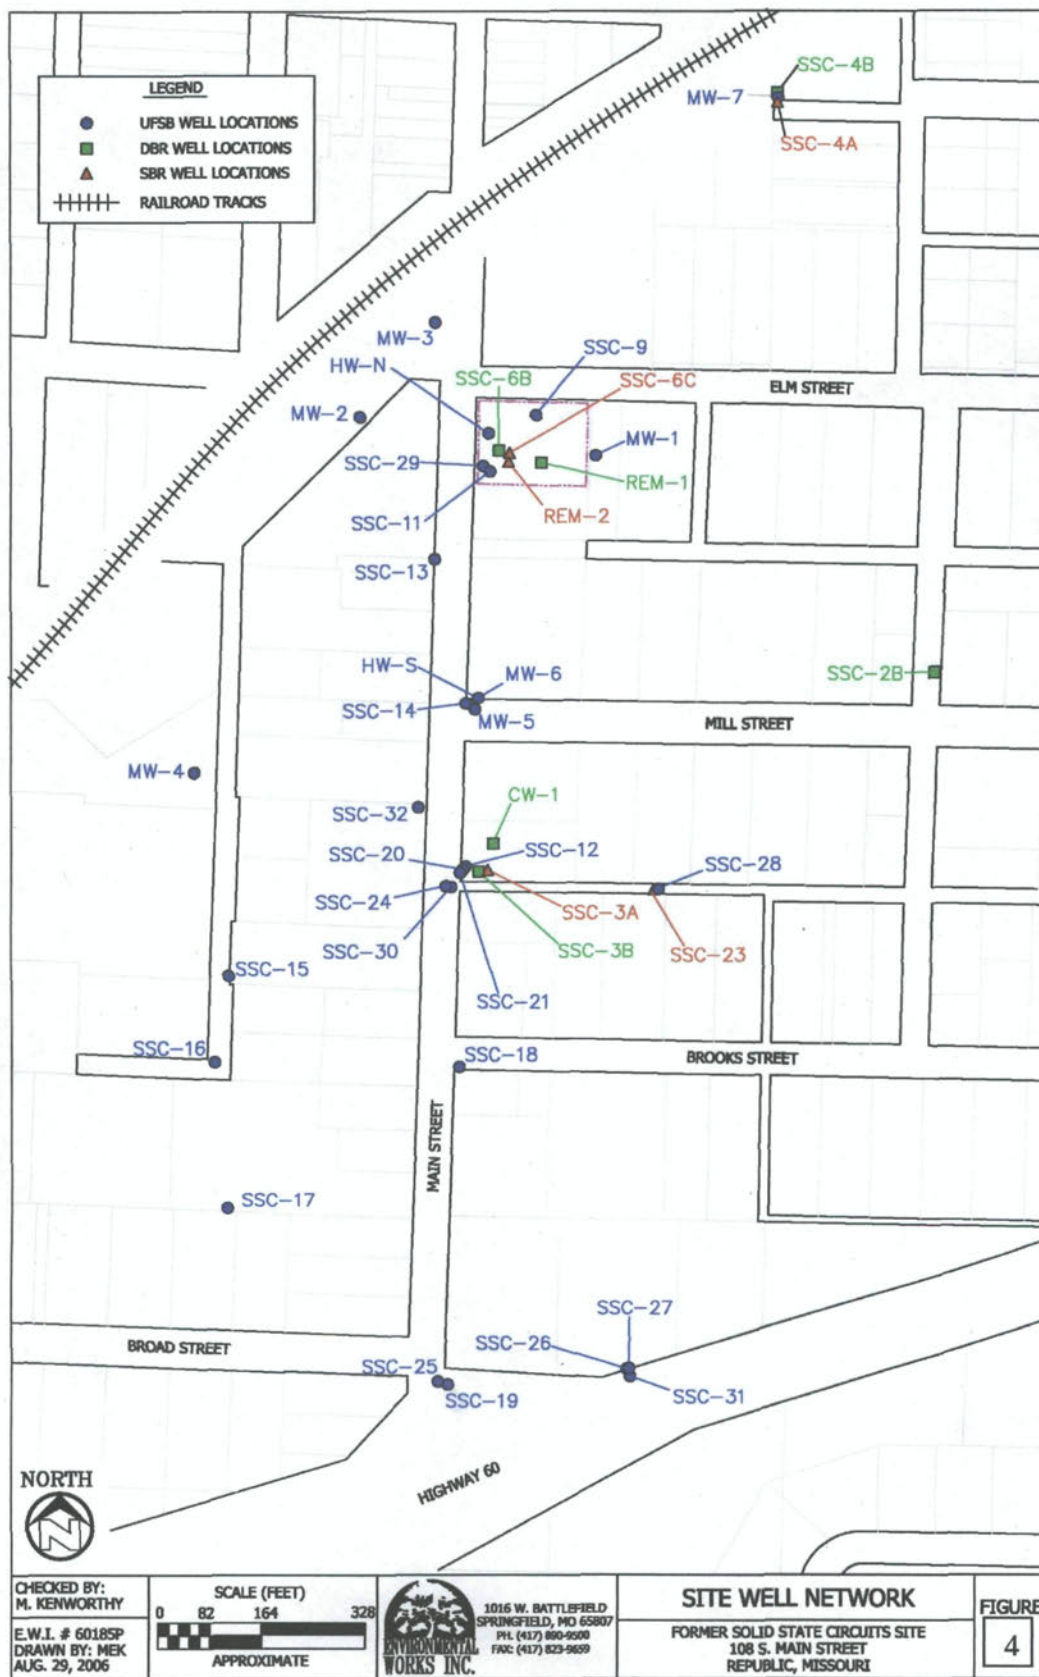 LEGEND
UFSB WELL LOCATIONS
DBR WELL LOCATIONS
SBR WELL LOCATIONS
RAILROAD TRACKS
SSC-4B
MW-7
SSC-4A
MW-3
SSC-9
HW-N
SSC-6B
SSC-6C
ELM STREET
MW-2
MW-1
SSC-29
REM-1
REM-2
SSC-11
SSC-13
HW-S
MW-6
SSC-2B
SSC-14
MW-5
MILL STREET
MW-4
CW-1
SSC-32
SSC-20
SSC-12
SSC-28
SSC-24
SSC-3A
SSC-30
SSC-3B
SSC-23
SSC-15
SSC-21
SSC-16
SSC-18
BROOKS STREET
MAIN STREET
SSC-17
SSC-27
BROAD STREET
SSC-26
SSC-25
SSC-31
SSC-19
HIGHWAY 60
NORTH
N
CHECKED BY:
M. KENWORTHY
E.W.I. # 60185P
DRAWN BY: MEK
AUG. 29, 2006
SCALE (FEET)
0 82 164 328
APPROXIMATE
ENVIRONMENTAL
WORKS INC.
1016 W. BATTLEFIELD
SPRINGFIELD, MO 65807
PH. (417) 890-9500
FAX: (417) 823-9659
SITE WELL NETWORK
FORMER SOLID STATE CIRCUITS SITE
108 S. MAIN STREET
REPUBLIC, MISSOURI
FIGURE
4